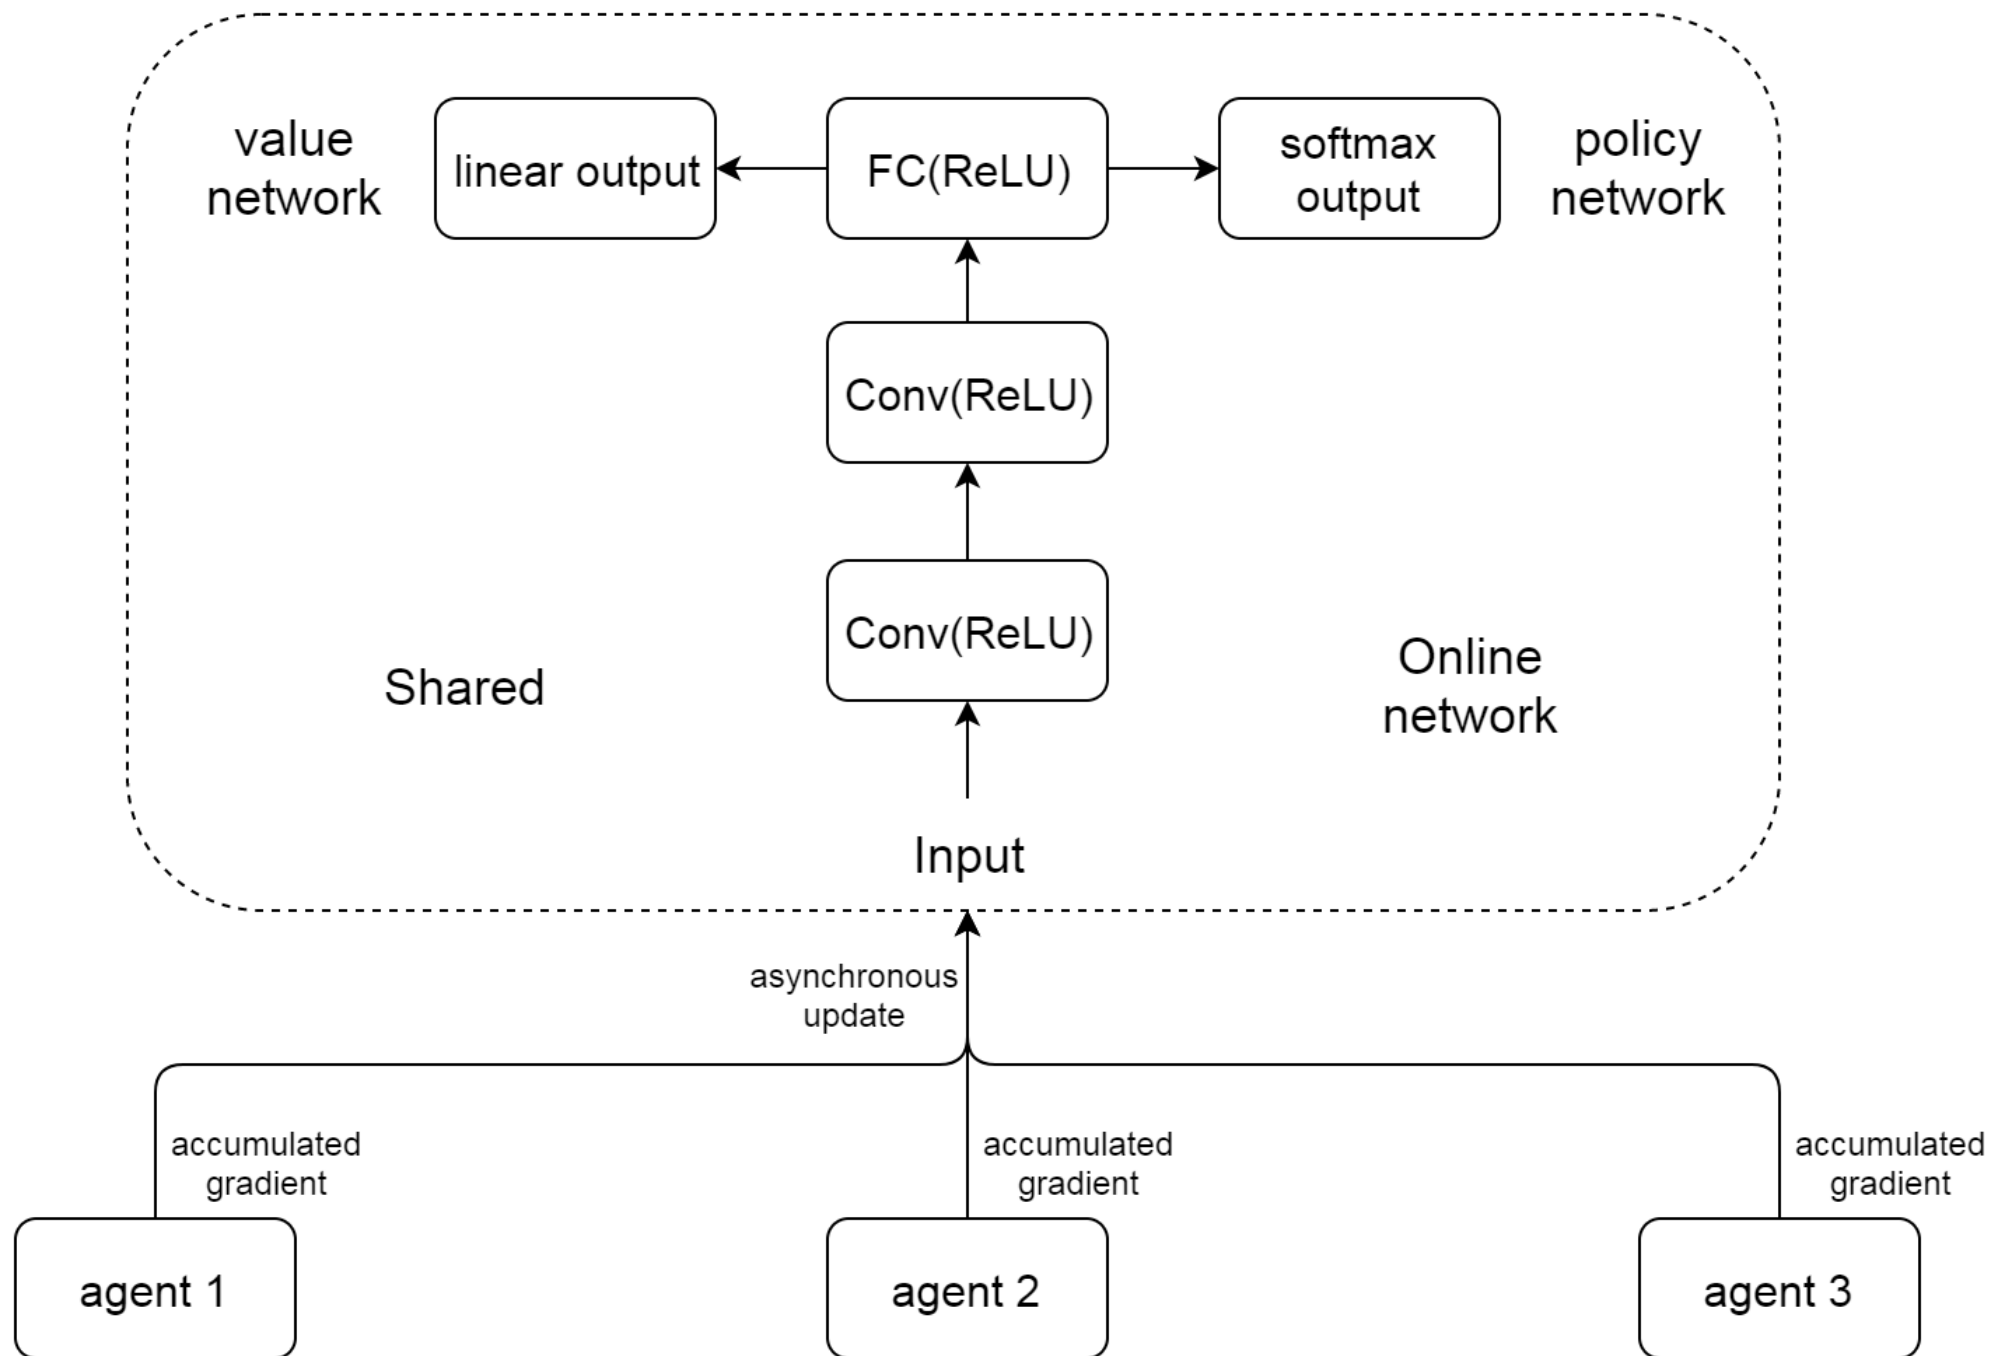 value
network
linear output
FC(ReLU)
softmax
output
policy
network
Conv(ReLU)
Conv(ReLU)
Shared
Online
network
Input
asynchronous
update
accumulated
gradient
accumulated
gradient
accumulated
gradient
agent 1
agent 2
agent 3